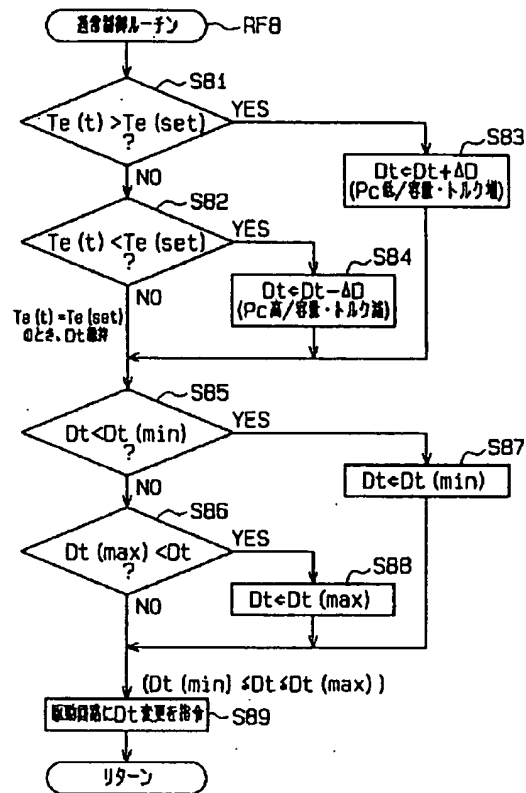 通常制御ルーチン
RF8
S81
Te(t)>Te(set)
?
YES
S83
Dt⇐Dt+ΔD
(Pc低/容量・トルク増)
NO
S82
Te(t)<Te(set)
?
YES
S84
Dt⇐Dt-ΔD
(Pc高/容量・トルク減)
NO
Te(t)=Te(set)
のとき、Dt維持
S85
Dt<Dt(min)
?
YES
S87
Dt⇐Dt(min)
NO
S86
Dt(max)<Dt
?
YES
S88
Dt⇐Dt(max)
NO
(Dt(min)≦Dt≦Dt(max))
駆動回路にDt変更を指令
S89
リターン